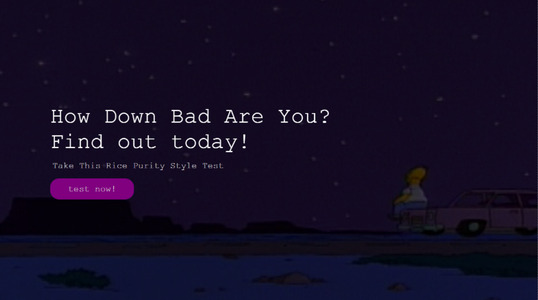 How Down Bad Are You?
Find out today!
Take This Rice Purity Style Test
test now!